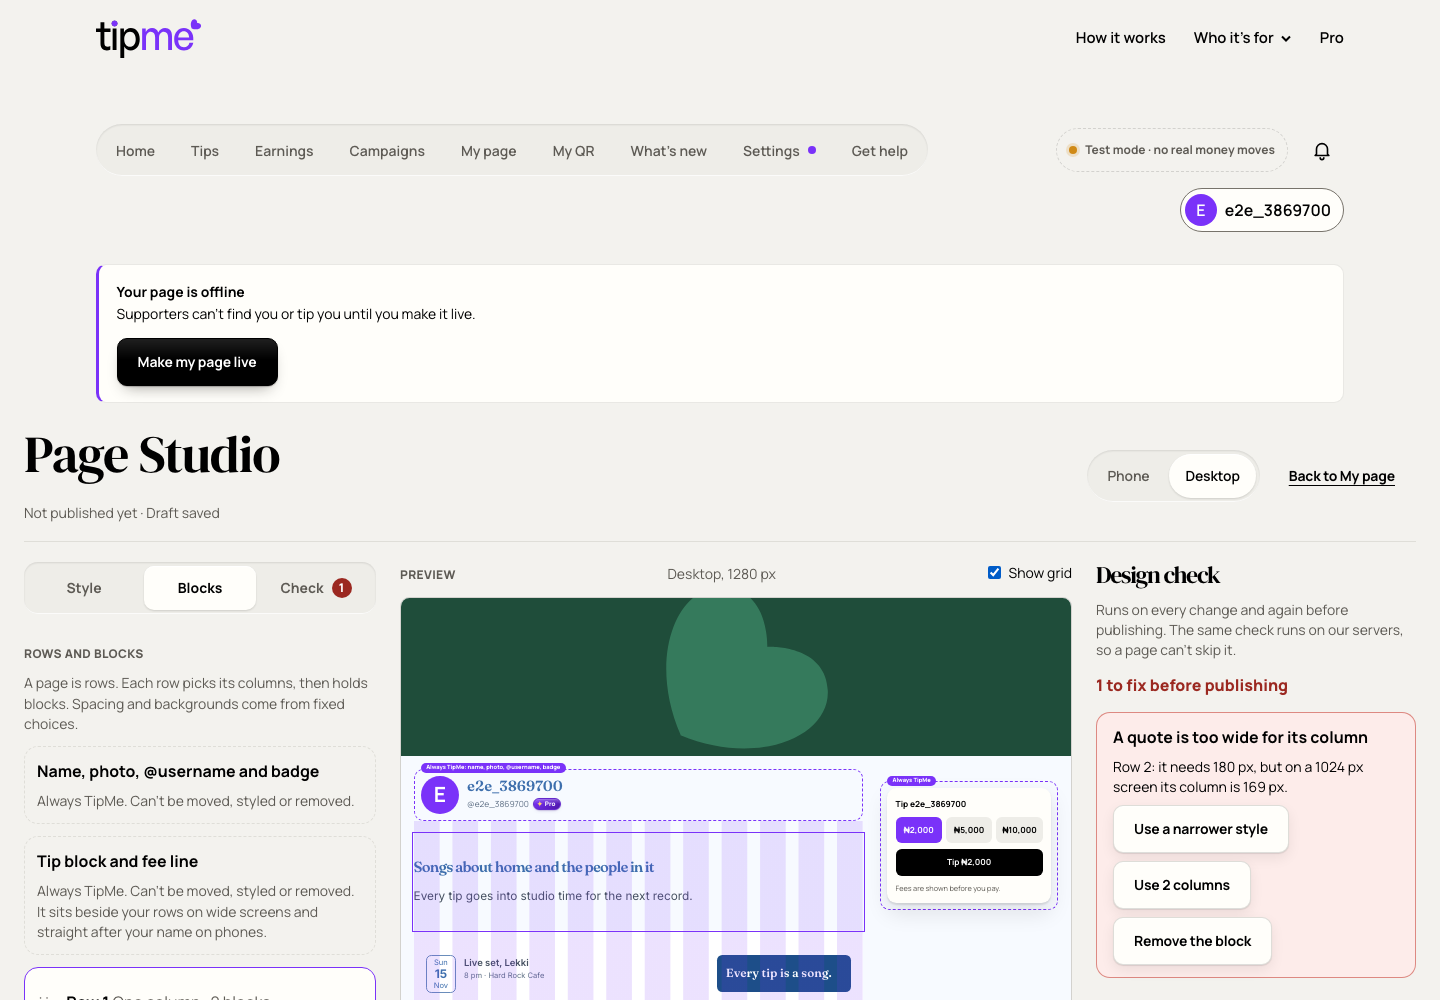 tipme
How it works
Who it's for
Pro
Home
Tips
Earnings
Campaigns
My page
My QR
What's new
Settings
Get help
Test mode · no real money moves
E
e2e_3869700
Your page is offline
Supporters can't find you or tip you until you make it live.
Make my page live
Page Studio
Not published yet · Draft saved
Phone
Desktop
Back to My page
Style
Blocks
Check 1
ROWS AND BLOCKS
A page is rows. Each row picks its columns, then holds
blocks. Spacing and backgrounds come from fixed
choices.
Name, photo, @username and badge
Always TipMe. Can't be moved, styled or removed.
Tip block and fee line
Always TipMe. Can't be moved, styled or removed.
It sits beside your rows on wide screens and
straight after your name on phones.
PREVIEW
Desktop, 1280 px
Show grid
Always TipMe: name, photo, @username, badge
E
e2e_3869700
@e2e_3869700
+ Pro
Songs about home and the people in it
Every tip goes into studio time for the next record.
Sun
15
Nov
Live set, Lekki
8 pm · Hard Rock Cafe
Every tip is a song.
Always TipMe
Tip e2e_3869700
₦2,000
₦5,000
₦10,000
Tip ₦2,000
Fees are shown before you pay.
Design check
Runs on every change and again before
publishing. The same check runs on our servers,
so a page can't skip it.
1 to fix before publishing
A quote is too wide for its column
Row 2: it needs 180 px, but on a 1024 px
screen its column is 169 px.
Use a narrower style
Use 2 columns
Remove the block